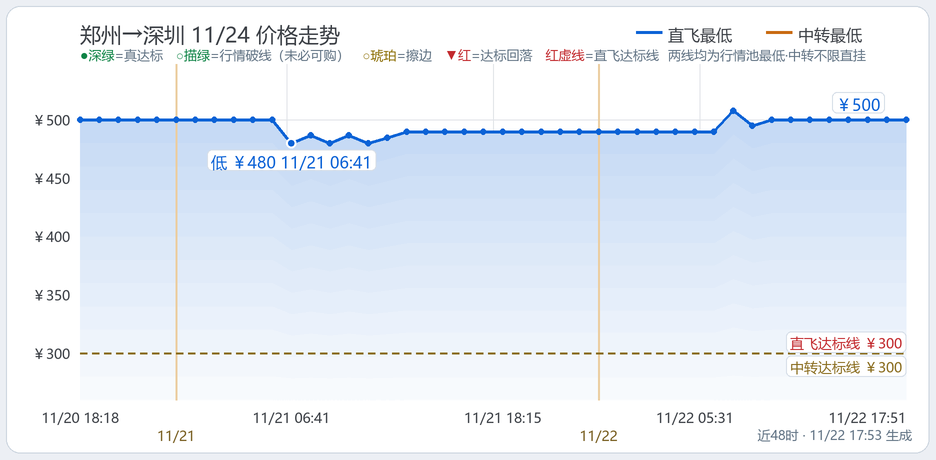 郑州→深圳 11/24 价格走势
直飞最低 中转最低
●深绿=真达标 ○描绿=行情破线（未必可购） ○琥珀=擦边 ▼红=达标回落 红虚线=直飞达标线 两线均为行情池最低·中转不限直挂
¥500
¥500
低 ¥480 11/21 06:41
¥450
¥400
¥350
直飞达标线 ¥300
¥300
中转达标线 ¥300
11/20 18:18 11/21 06:41 11/21 18:15 11/22 05:31 11/22 17:51
11/21 11/22
近48时 · 11/22 17:53 生成